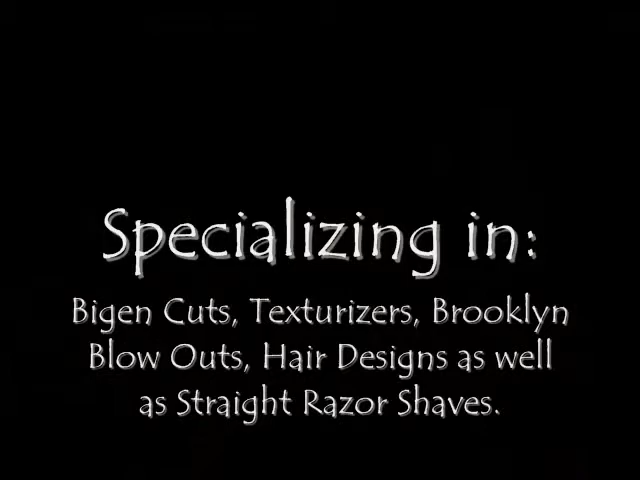 Specializing in:
Bigen Cuts, Texturizers, Brooklyn
Blow Outs, Hair Designs as well
as Straight Razor Shaves.